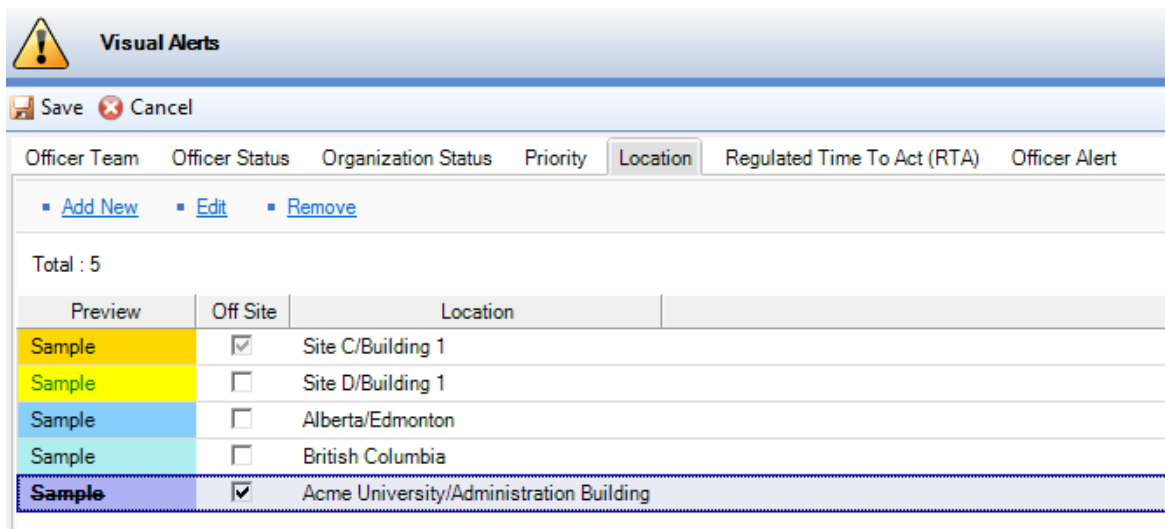 Visual Alerts
Save Cancel
Officer Team Officer Status Organization Status Priority Location Regulated Time To Act (RTA) Officer Alert
Add New Edit Remove
Total : 5
Preview Off Site Location
Sample Site C/Building 1
Sample Site D/Building 1
Sample Alberta/Edmonton
Sample British Columbia
Sample Acme University/Administration Building